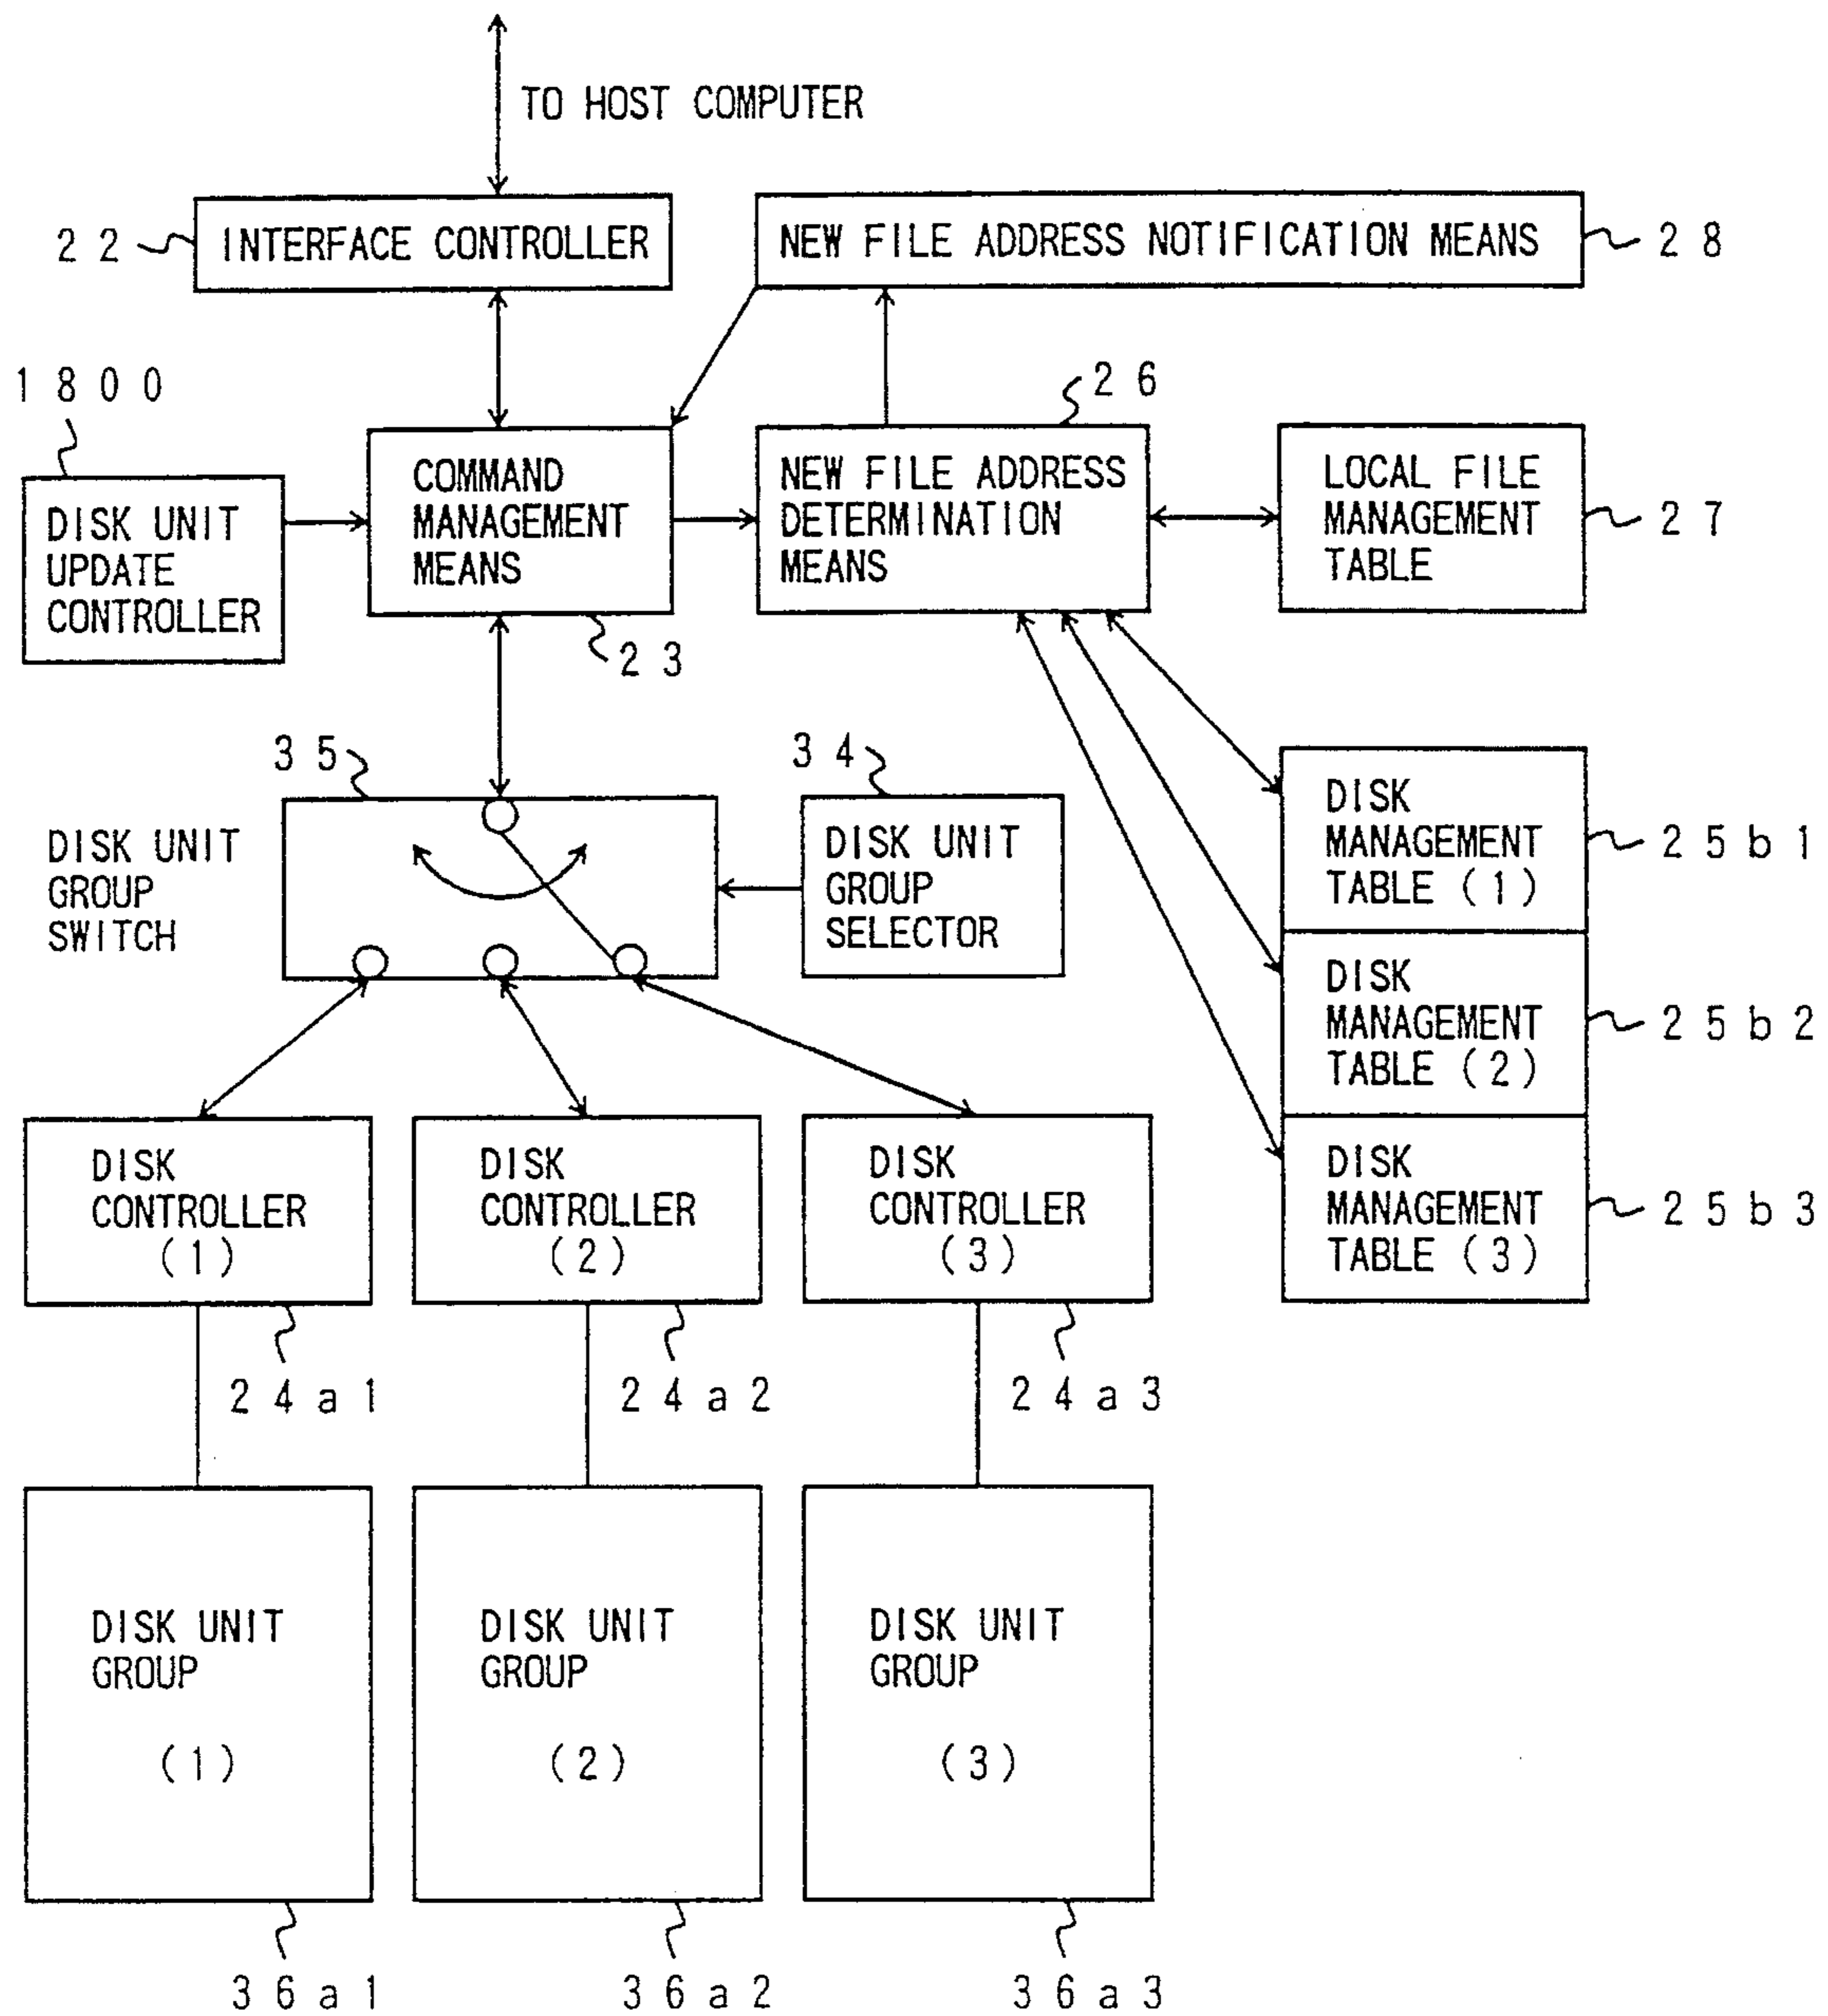 TO HOST COMPUTER
22
INTERFACE CONTROLLER
NEW FILE ADDRESS NOTIFICATION MEANS
28
1800
DISK UNIT
UPDATE
CONTROLLER
COMMAND
MANAGEMENT
MEANS
23
26
NEW FILE ADDRESS
DETERMINATION
MEANS
LOCAL FILE
MANAGEMENT
TABLE
27
35
DISK UNIT
GROUP
SWITCH
34
DISK UNIT
GROUP
SELECTOR
DISK
MANAGEMENT
TABLE (1)
25b1
DISK
MANAGEMENT
TABLE (2)
25b2
DISK
MANAGEMENT
TABLE (3)
25b3
DISK
CONTROLLER
(1)
24a1
DISK
CONTROLLER
(2)
24a2
DISK
CONTROLLER
(3)
24a3
DISK UNIT
GROUP
(1)
36a1
DISK UNIT
GROUP
(2)
36a2
DISK UNIT
GROUP
(3)
36a3